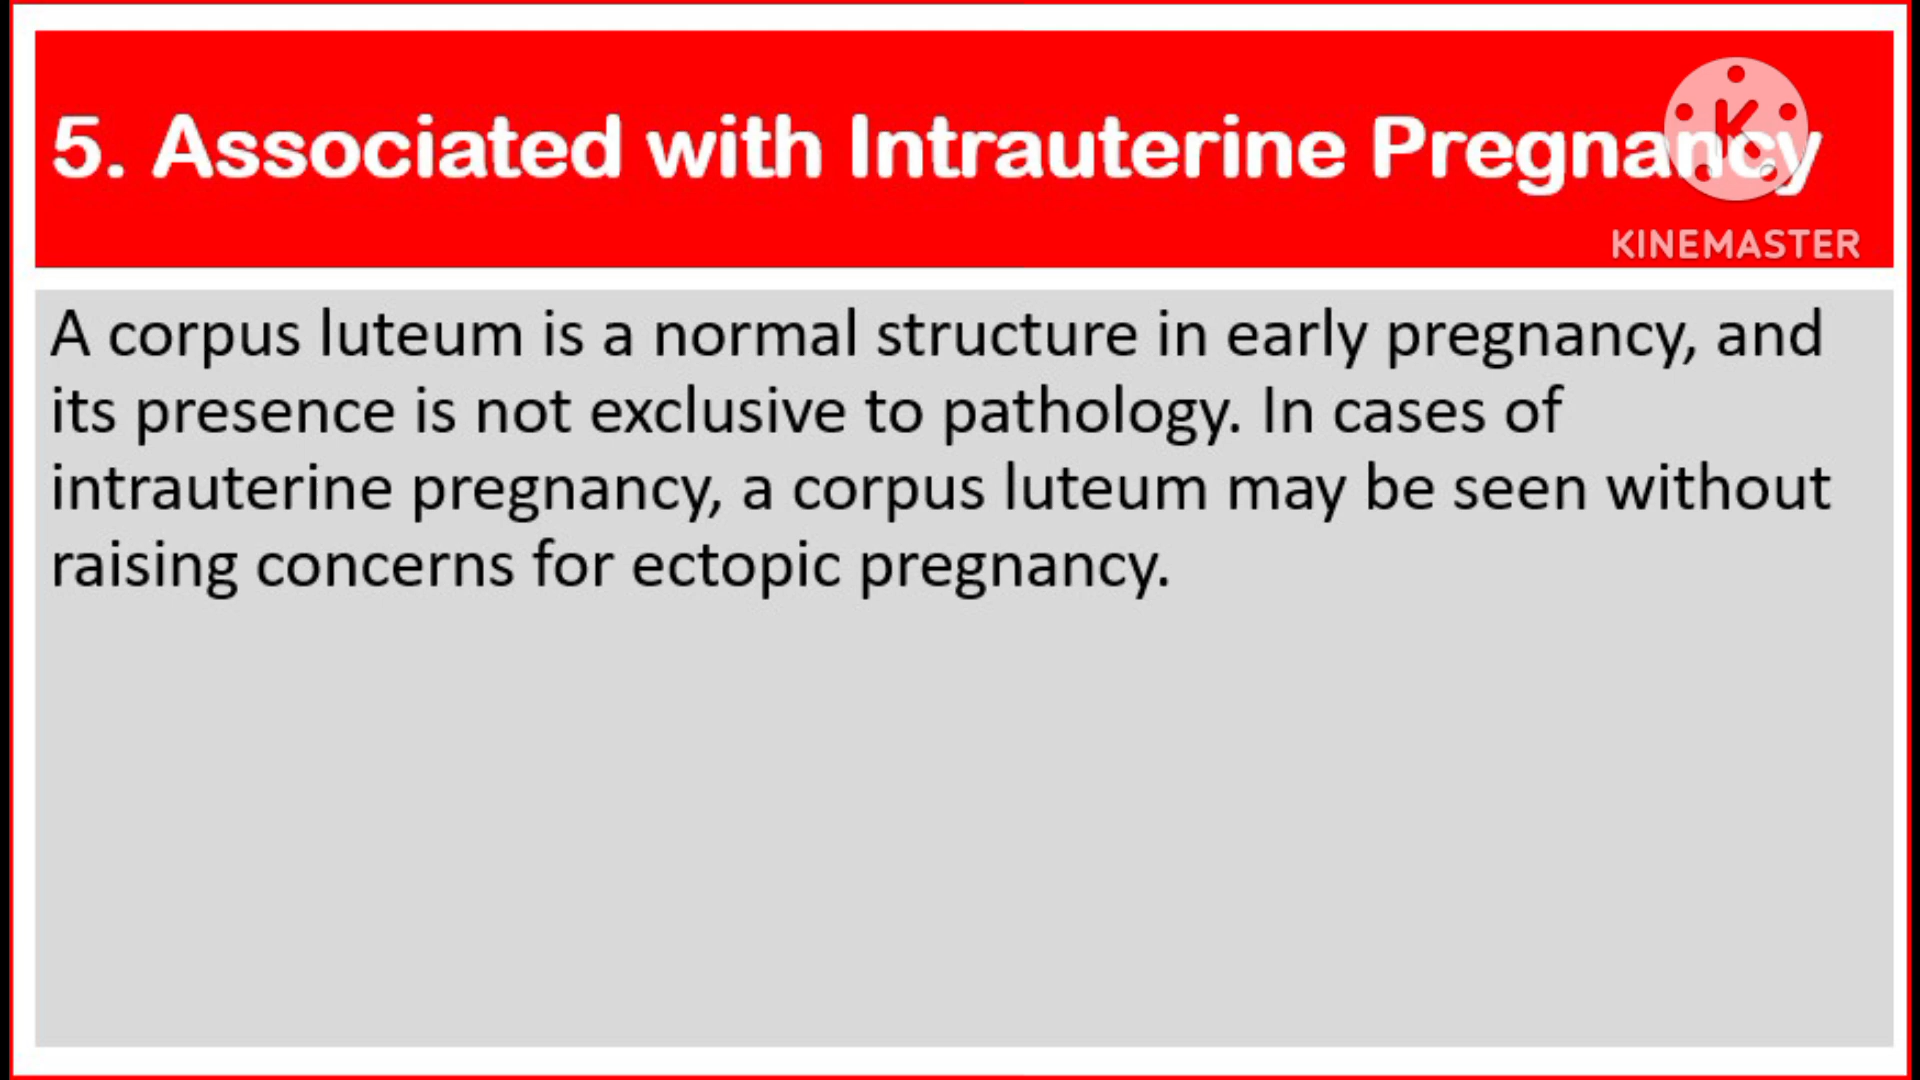 5. Associated with Intrauterine Pregnancy
K
KINEMASTER
A corpus luteum is a normal structure in early pregnancy, and
its presence is not exclusive to pathology. In cases of
intrauterine pregnancy, a corpus luteum may be seen without
raising concerns for ectopic pregnancy.